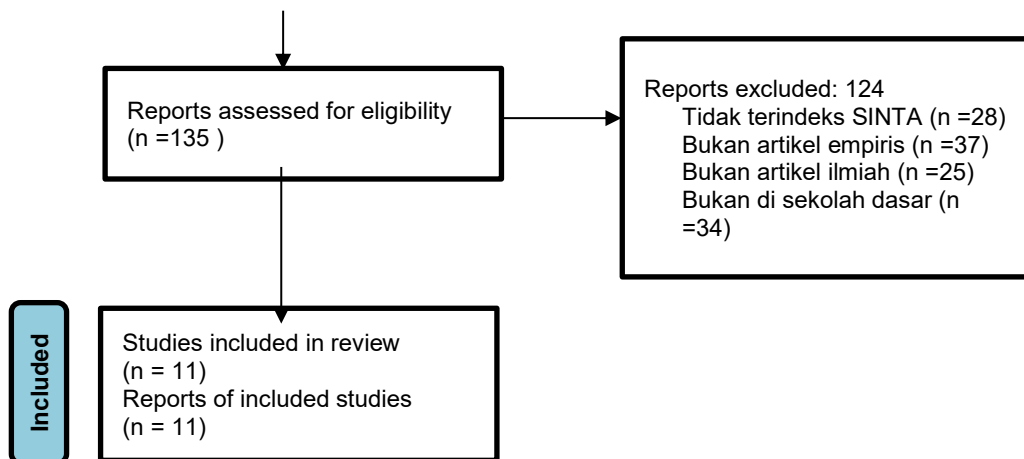 Reports assessed for eligibility
(n =135 )
Reports excluded: 124
Tidak terindeks SINTA (n =28)
Bukan artikel empiris (n =37)
Bukan artikel ilmiah (n =25)
Bukan di sekolah dasar (n
=34)
Included
Studies included in review
(n = 11)
Reports of included studies
(n = 11)